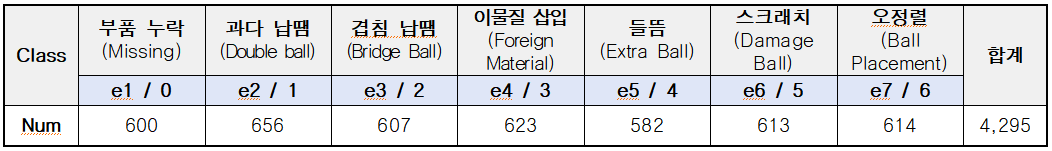 Class
부품 누락
(Missing)
과다 납땜
(Double ball)
겹침 납땜
(Bridge Ball)
이물질 삽입
(Foreign
Material)
들뜸
(Extra Ball)
스크래치
(Damage
Ball)
오정렬
(Ball
Placement)
합계
e1 / 0
e2 / 1
e3 / 2
e4 / 3
e5 / 4
e6 / 5
e7 / 6
Num
600
656
607
623
582
613
614
4,295